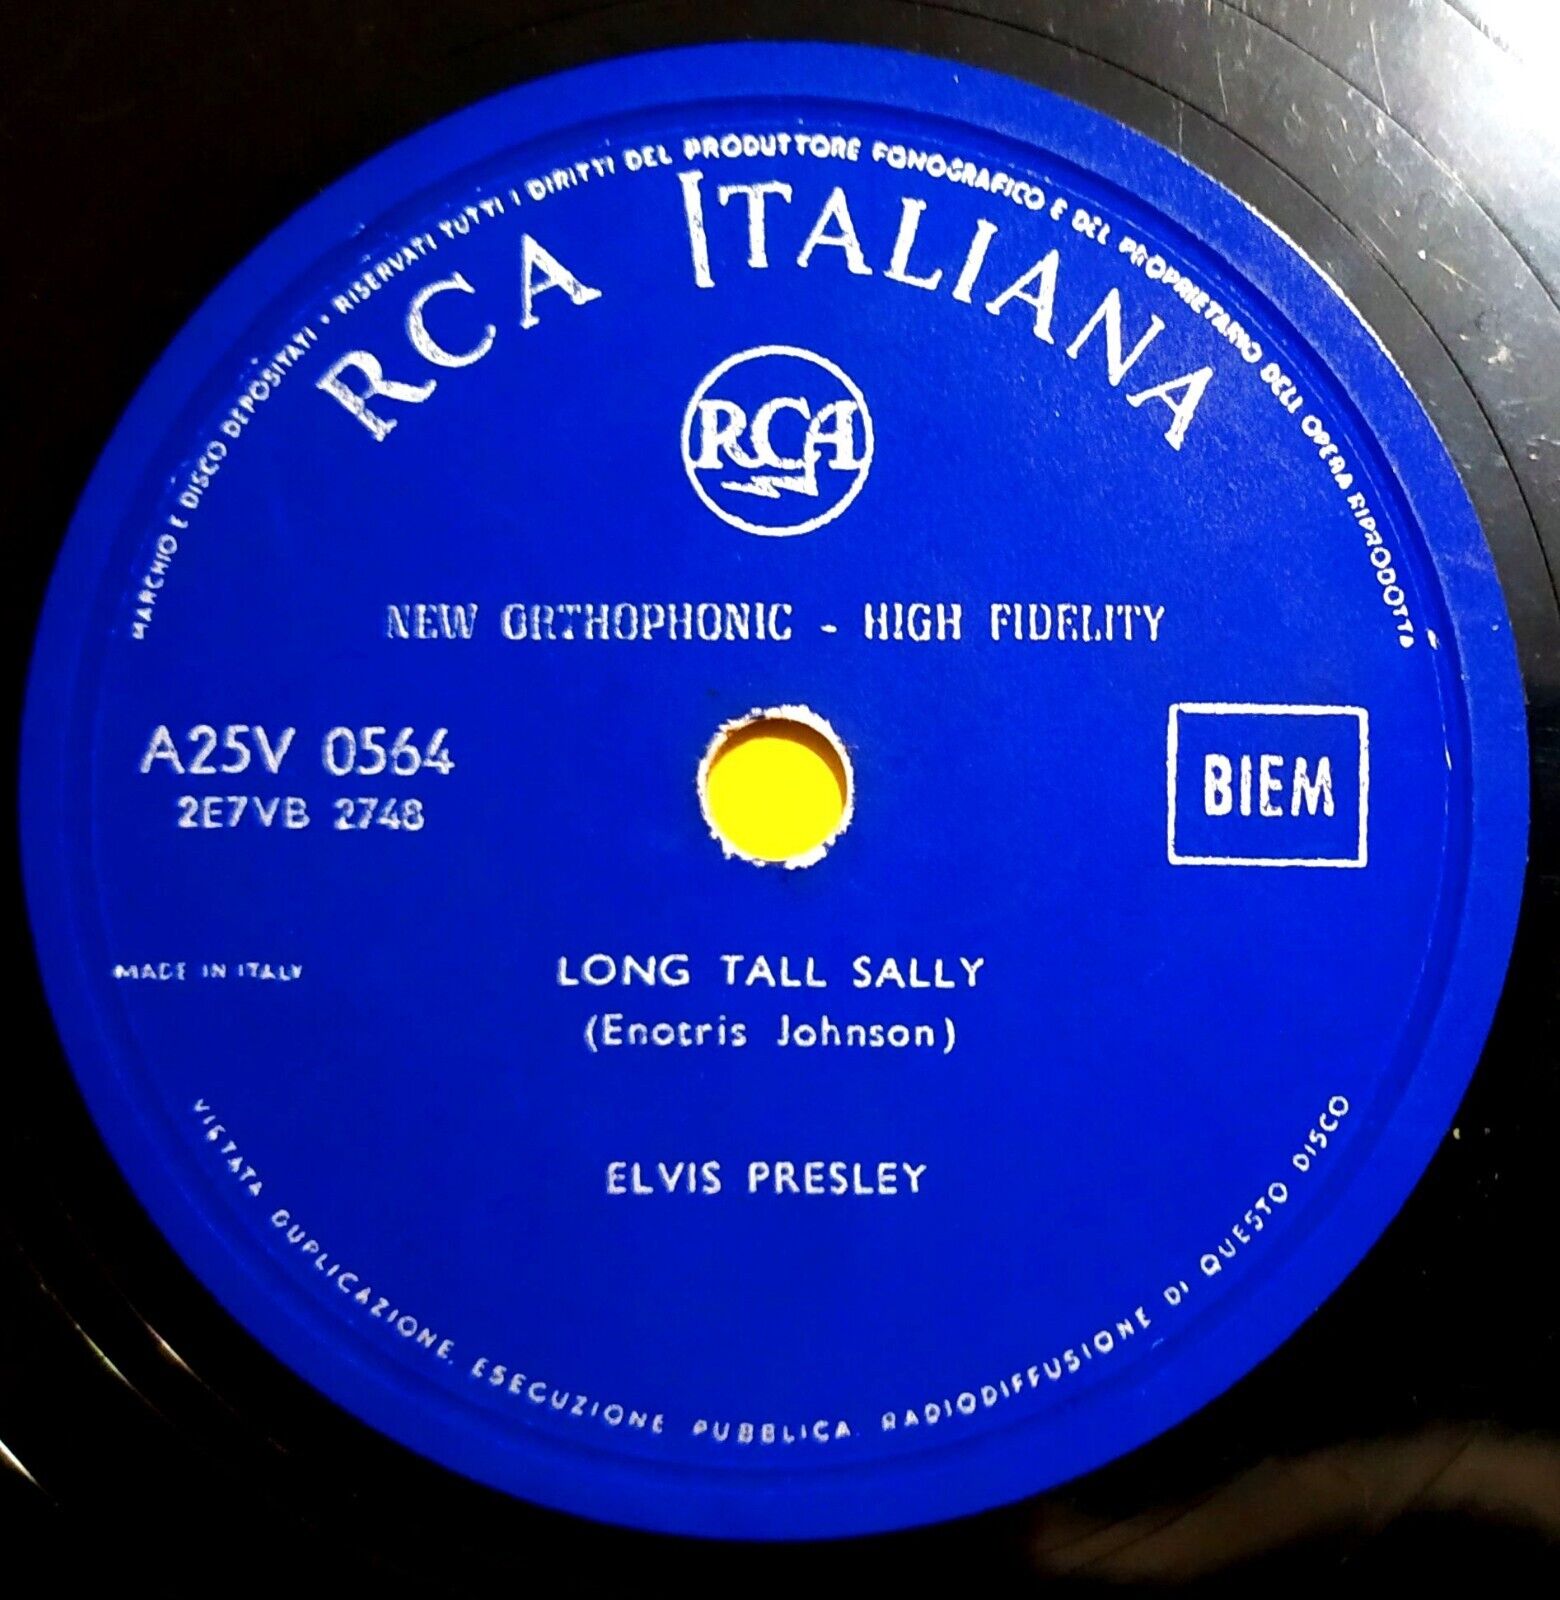 MARCHIO E DISCO DEPOSITATI • RISERVATI TUTTI I DIRITTI DEL PRODUTTORE FONOGRAFICO E DEL PROPRIETARIO DELL OPERA RIPRODOTTA
RCA ITALIANA
RCA
NEW ORTHOPHONIC - HIGH FIDELITY
A25V 0564
2E7VB 2748
BIEM
MADE IN ITALY
LONG TALL SALLY
(Enotris Johnson)
ELVIS PRESLEY
VIETATA DUPLICAZIONE, ESECUZIONE PUBBLICA, RADIODIFFUSIONE DI QUESTO DISCO